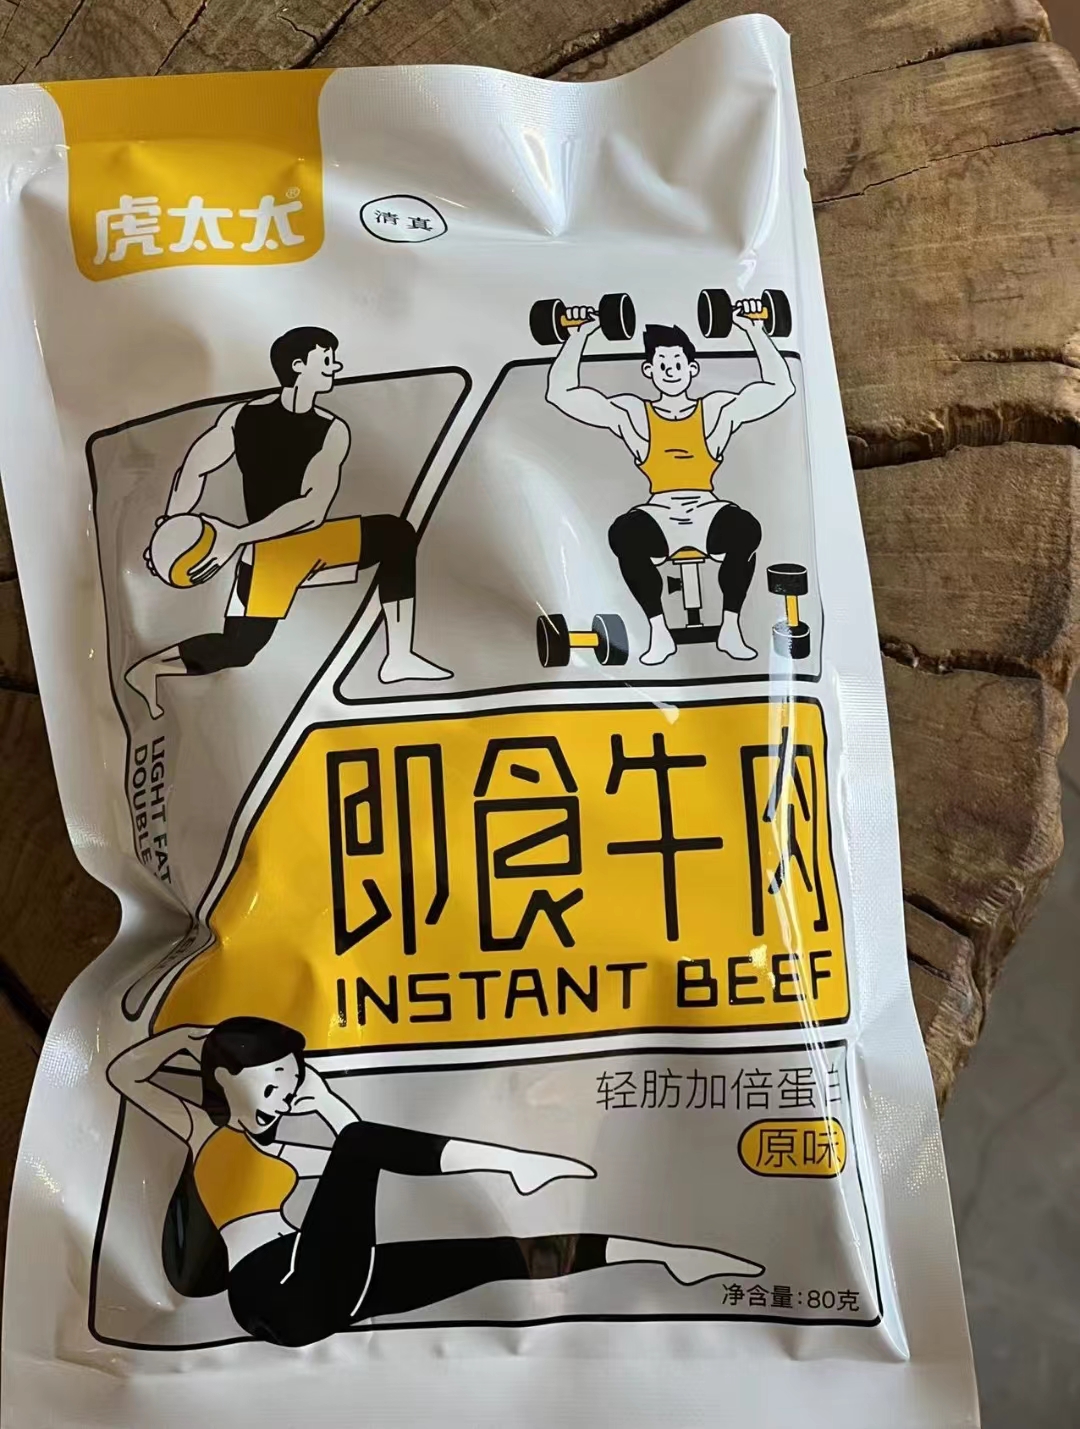 虎太太®
清真
LIGHT FAT
DOUBLE
即食牛肉
INSTANT BEEF
轻肪加倍蛋白
原味
净含量:80克